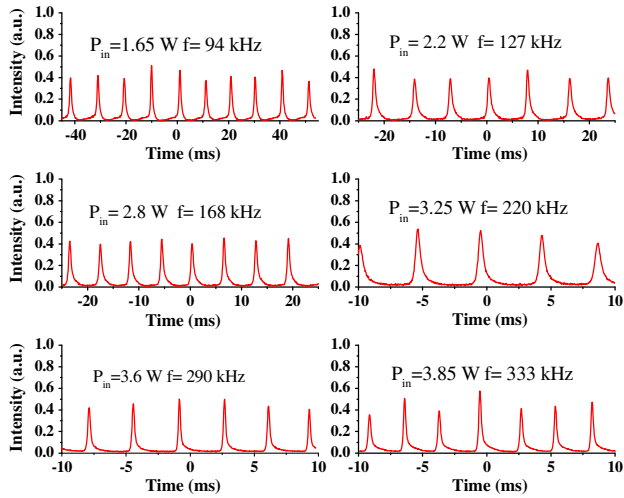 P_in=1.65 W f= 94 kHz
Intensity (a.u.)
1.0
0.8
0.6
0.4
0.2
0.0
-40 -20 0 20 40
Time (ms)
P_in=2.2 W f= 127 kHz
1.0
0.8
0.6
0.4
0.2
0.0
-20 -10 0 10 20
Time (ms)
P_in=2.8 W f= 168 kHz
Intensity (a.u.)
1.0
0.8
0.6
0.4
0.2
0.0
-20 -10 0 10 20
Time (ms)
P_in=3.25 W f= 220 kHz
1.0
0.8
0.6
0.4
0.2
0.0
-10 -5 0 5 10
Time (ms)
P_in=3.6 W f= 290 kHz
Intensity (a.u.)
1.0
0.8
0.6
0.4
0.2
0.0
-10 -5 0 5 10
Time (ms)
P_in=3.85 W f= 333 kHz
1.0
0.8
0.6
0.4
0.2
0.0
-10 -5 0 5 10
Time (ms)